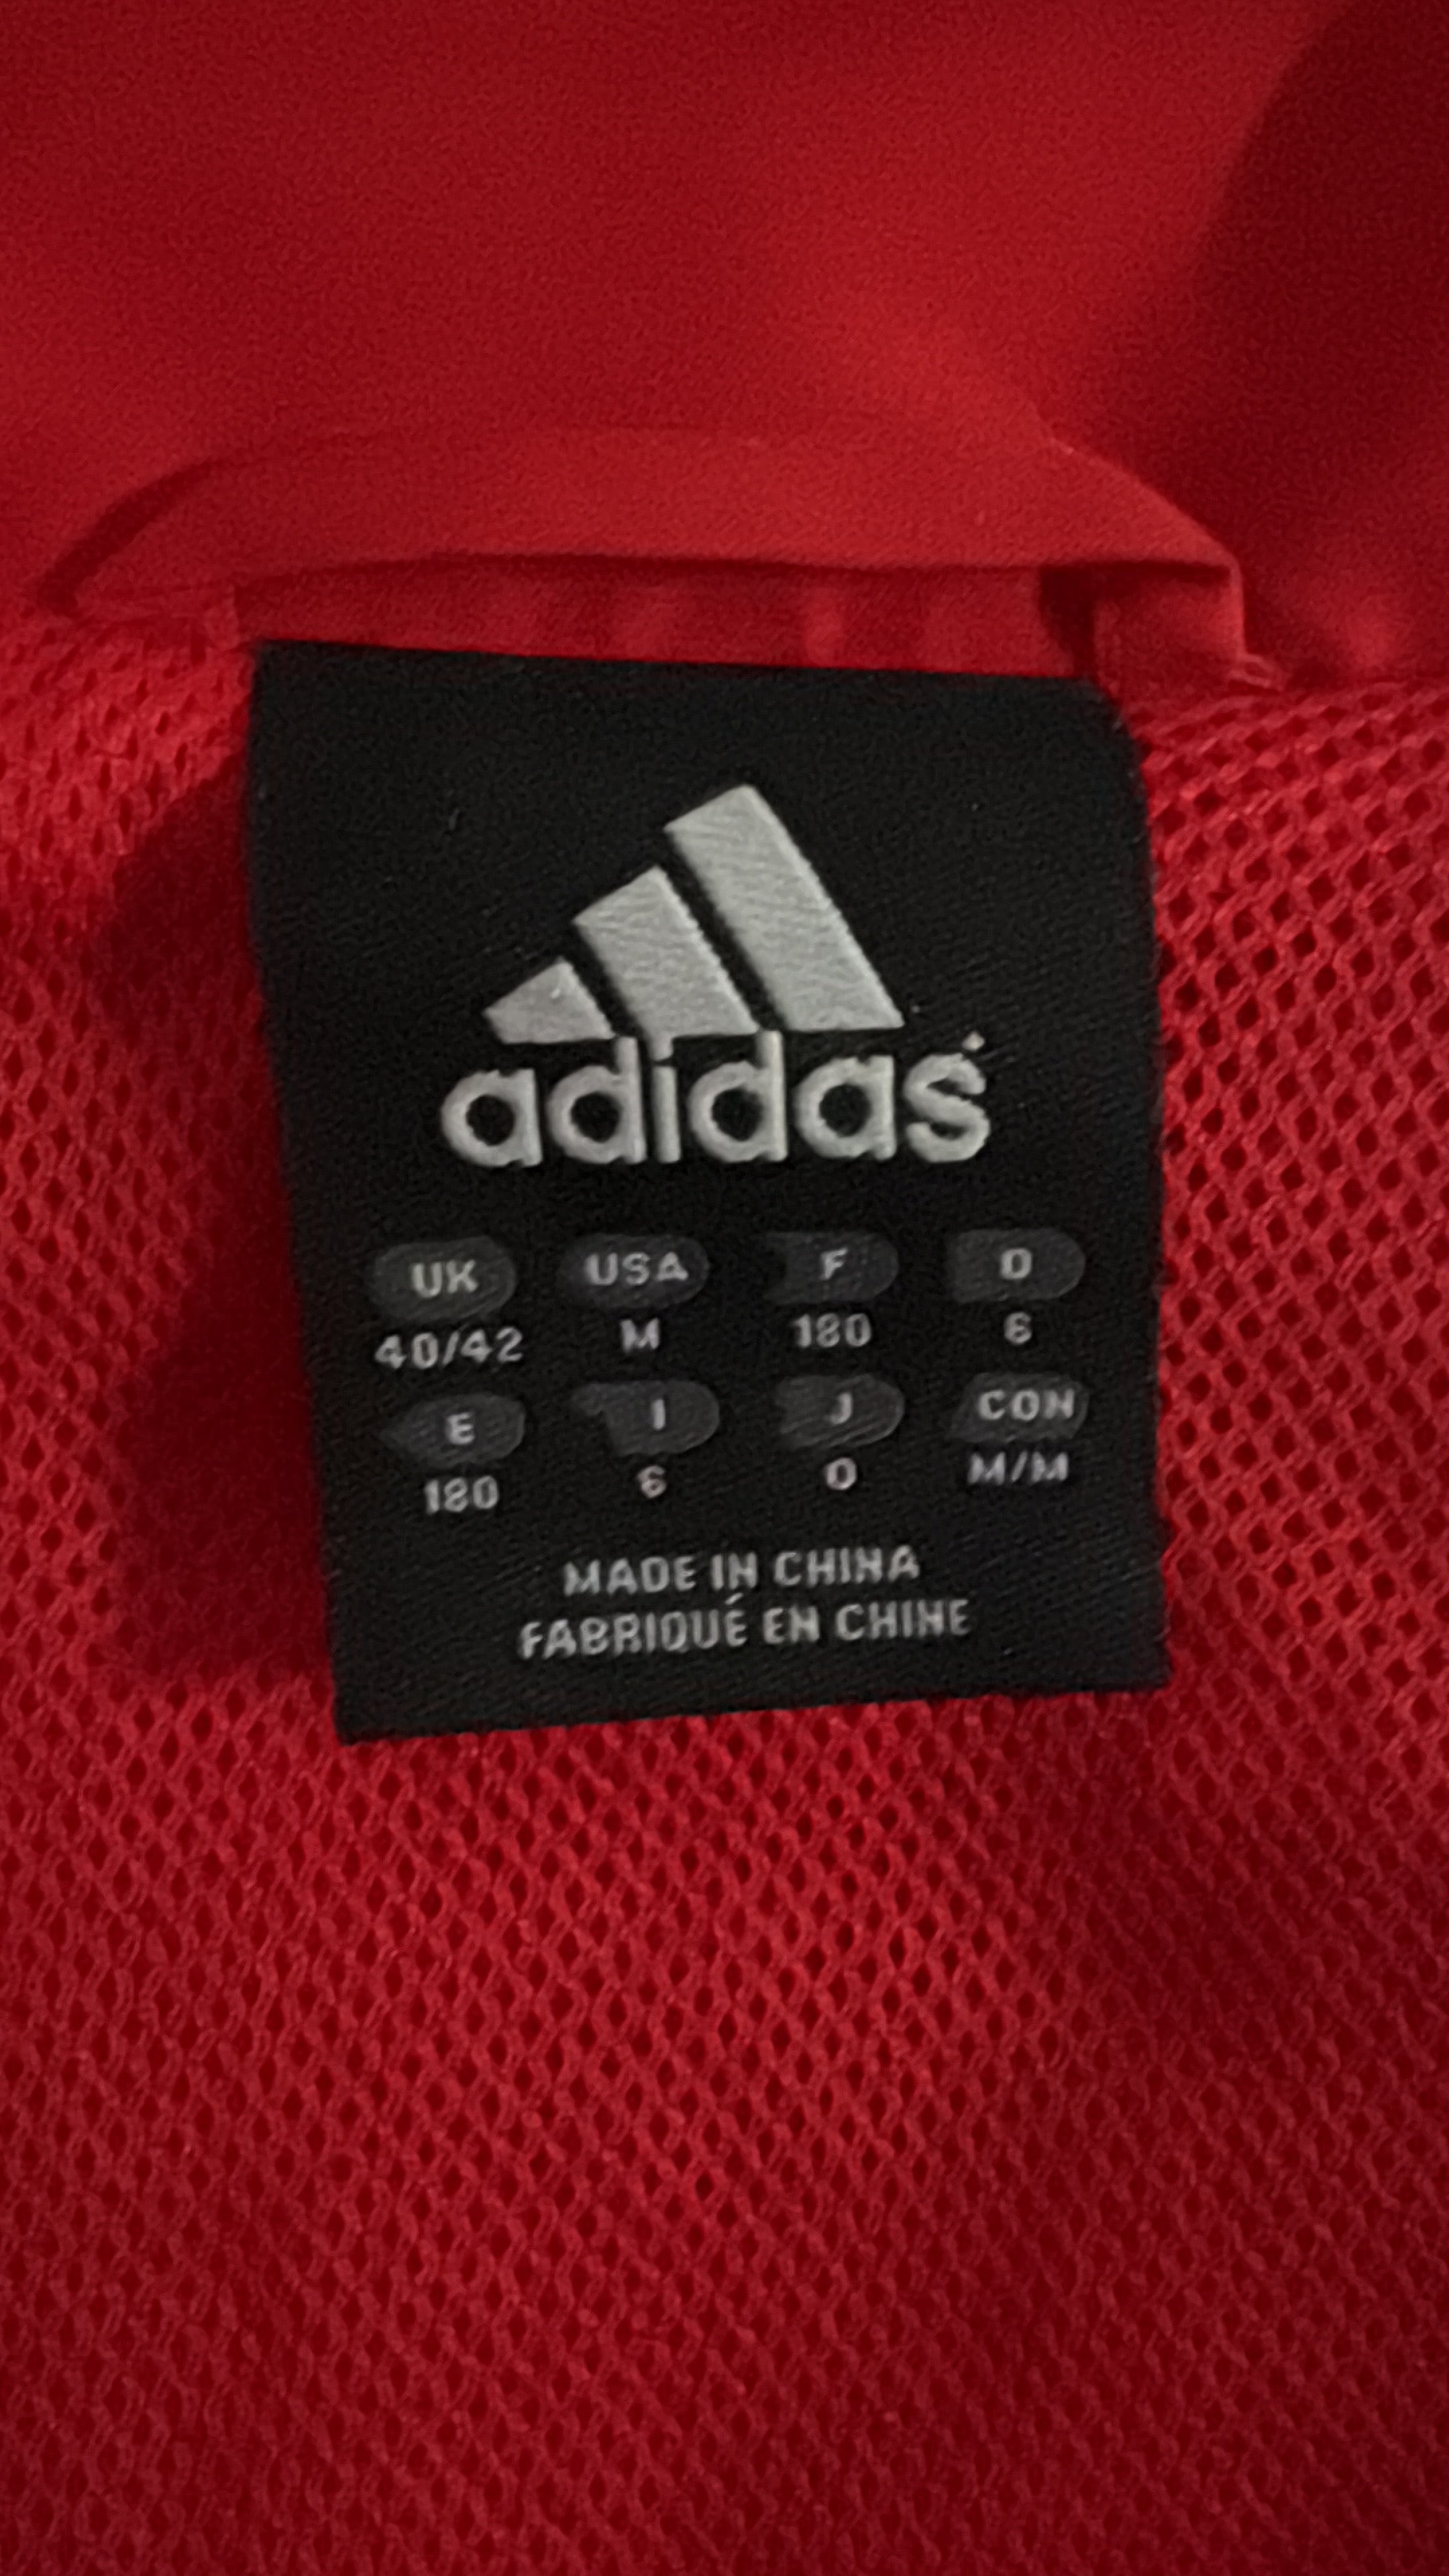 adidas
UK USA F D
40/42 M 180 6
E I J CON
180 6 O M/M
MADE IN CHINA
FABRIQUÉ EN CHINE